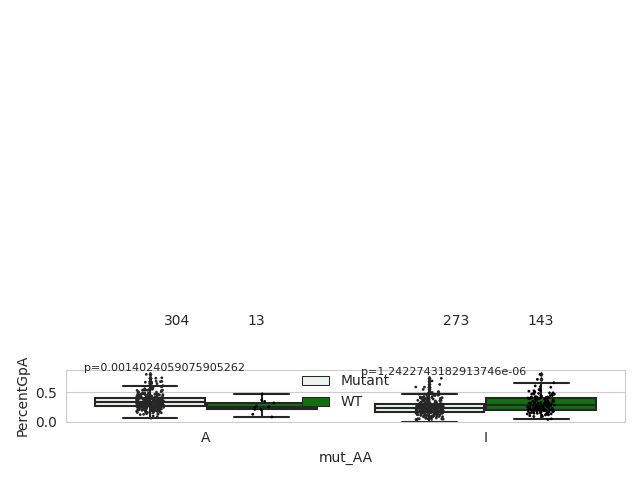 304 13 273 143
p=0.0014024059075905262 p=1.2422743182913746e-06
Mutant
WT
PercentGpA
0.5
0.0
A I
mut_AA